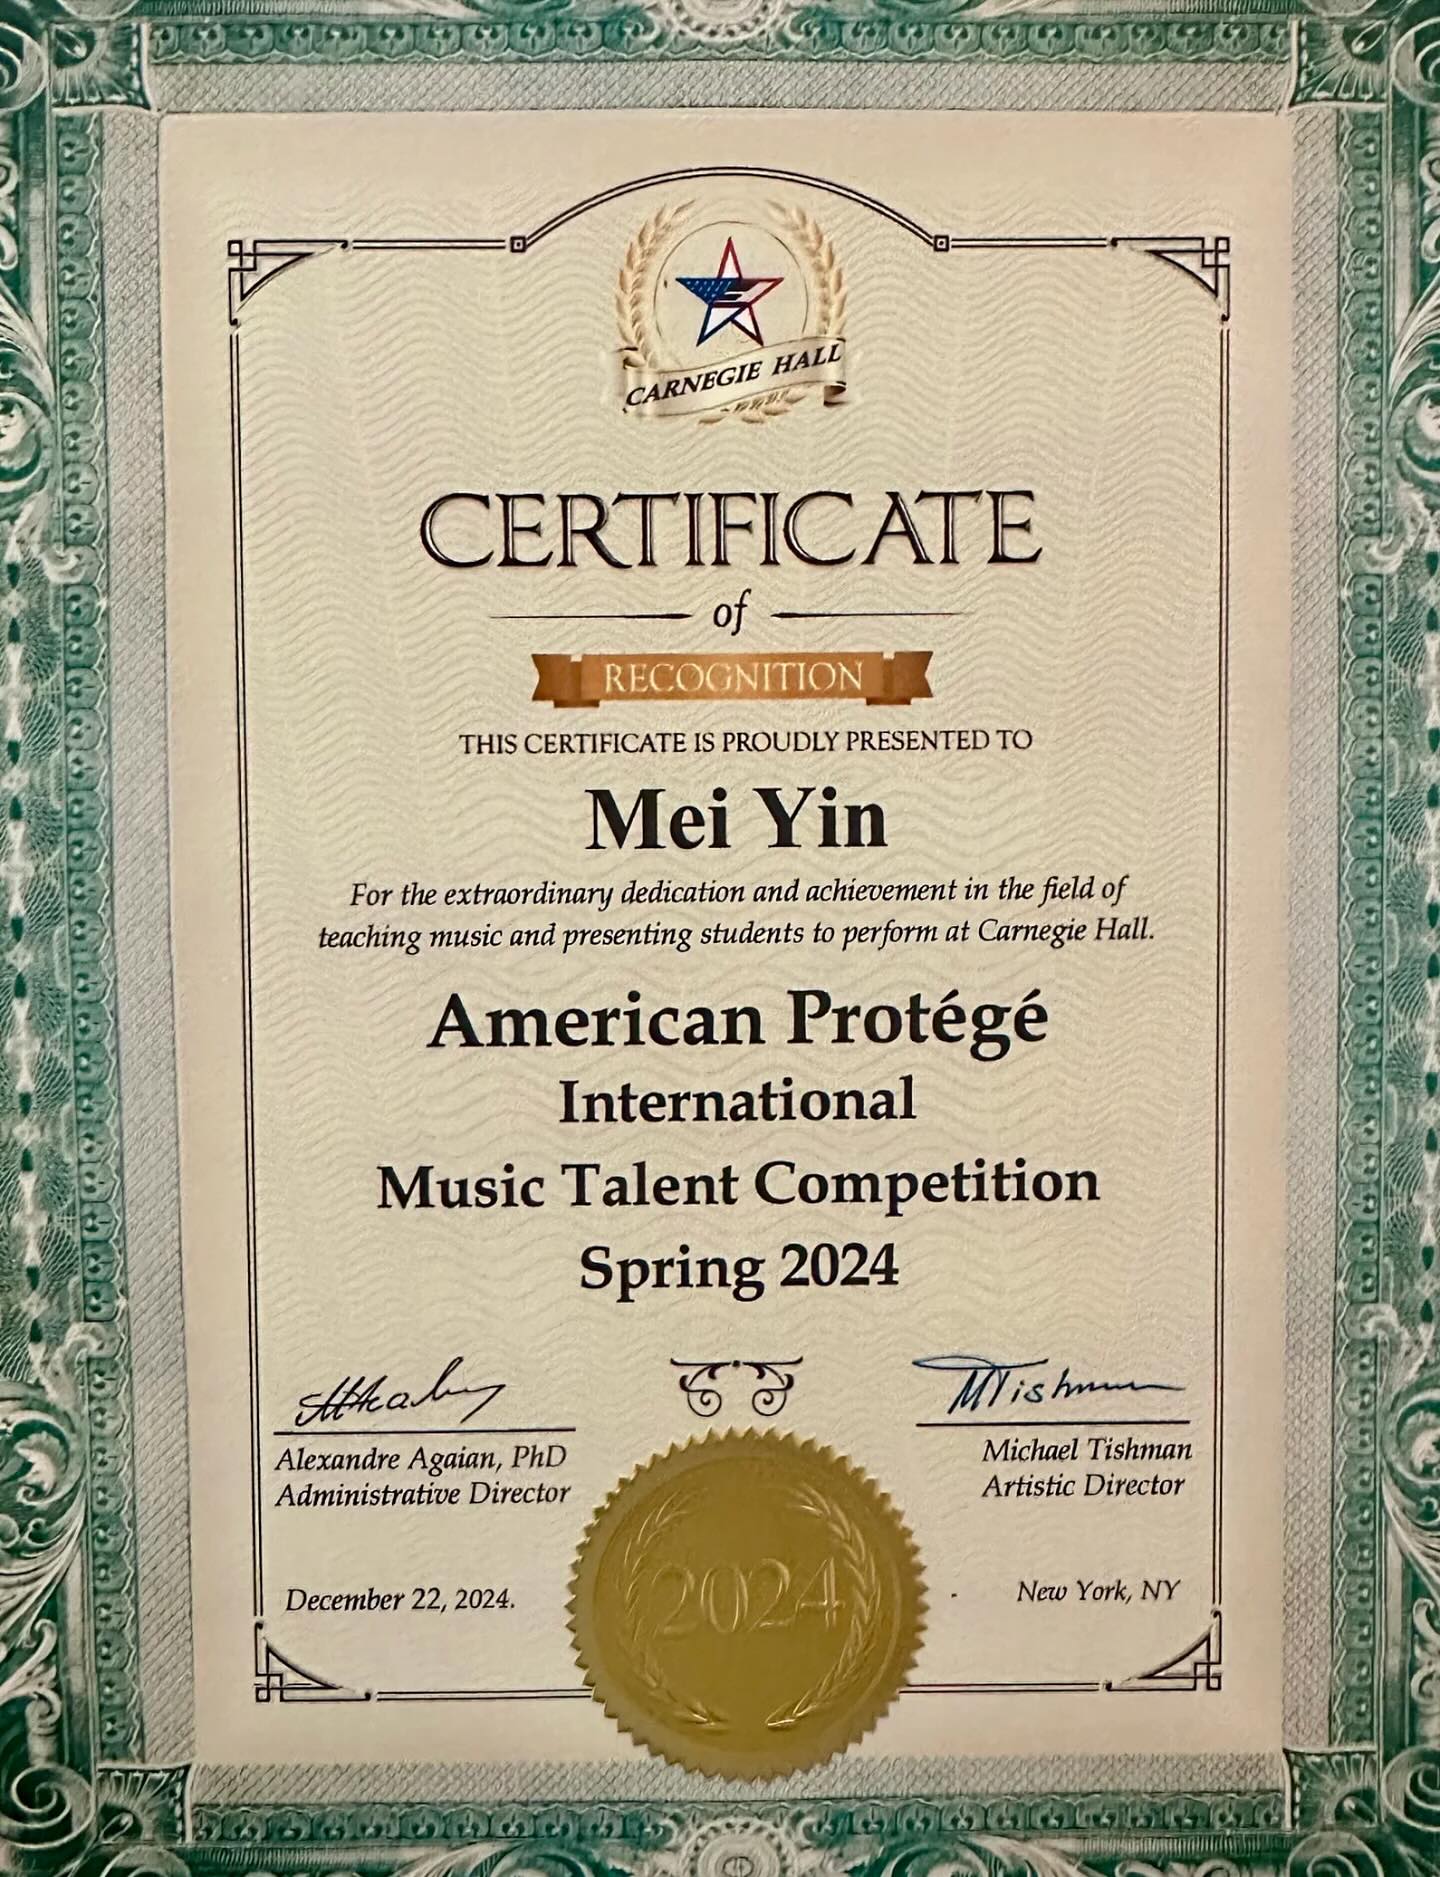 CARNEGIE HALL
CERTIFICATE
of
RECOGNITION
THIS CERTIFICATE IS PROUDLY PRESENTED TO
Mei Yin
For the extraordinary dedication and achievement in the field of
teaching music and presenting students to perform at Carnegie Hall.
American Protégé
International
Music Talent Competition
Spring 2024
MTishman
Alexandre Agaian, PhD
Administrative Director
Michael Tishman
Artistic Director
2024
December 22, 2024.
New York, NY